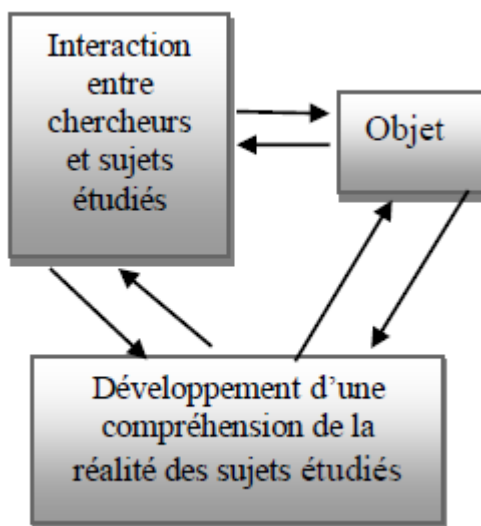 Interaction
entre
chercheurs
et sujets
étudiés
Objet
Développement d’une
compréhension de la
réalité des sujets étudiés